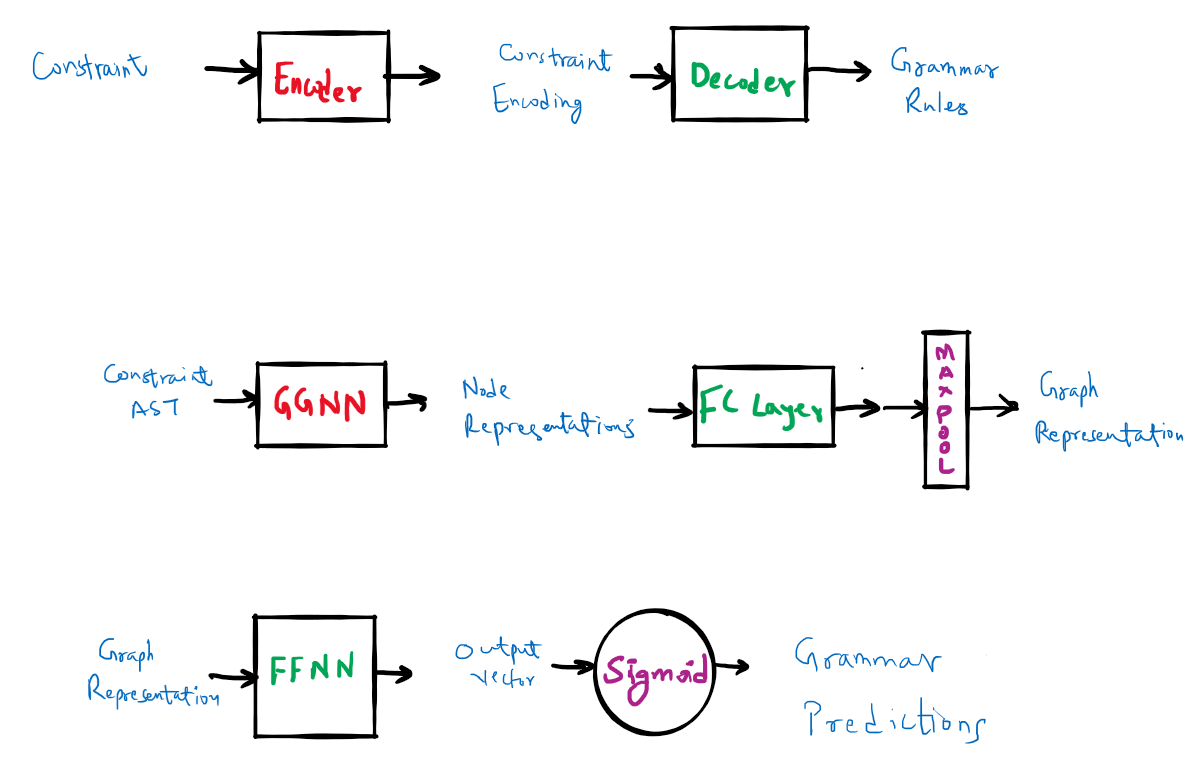 Constraint
Encoder
Constraint
Encoding
Decoder
Grammar
Rules
Constraint
AST
GGNN
Node
Representations
FC Layer
MAXPOOL
Graph
Representation
Graph
Representation
FFNN
Output
Vector
Sigmoid
Grammar
Predictions